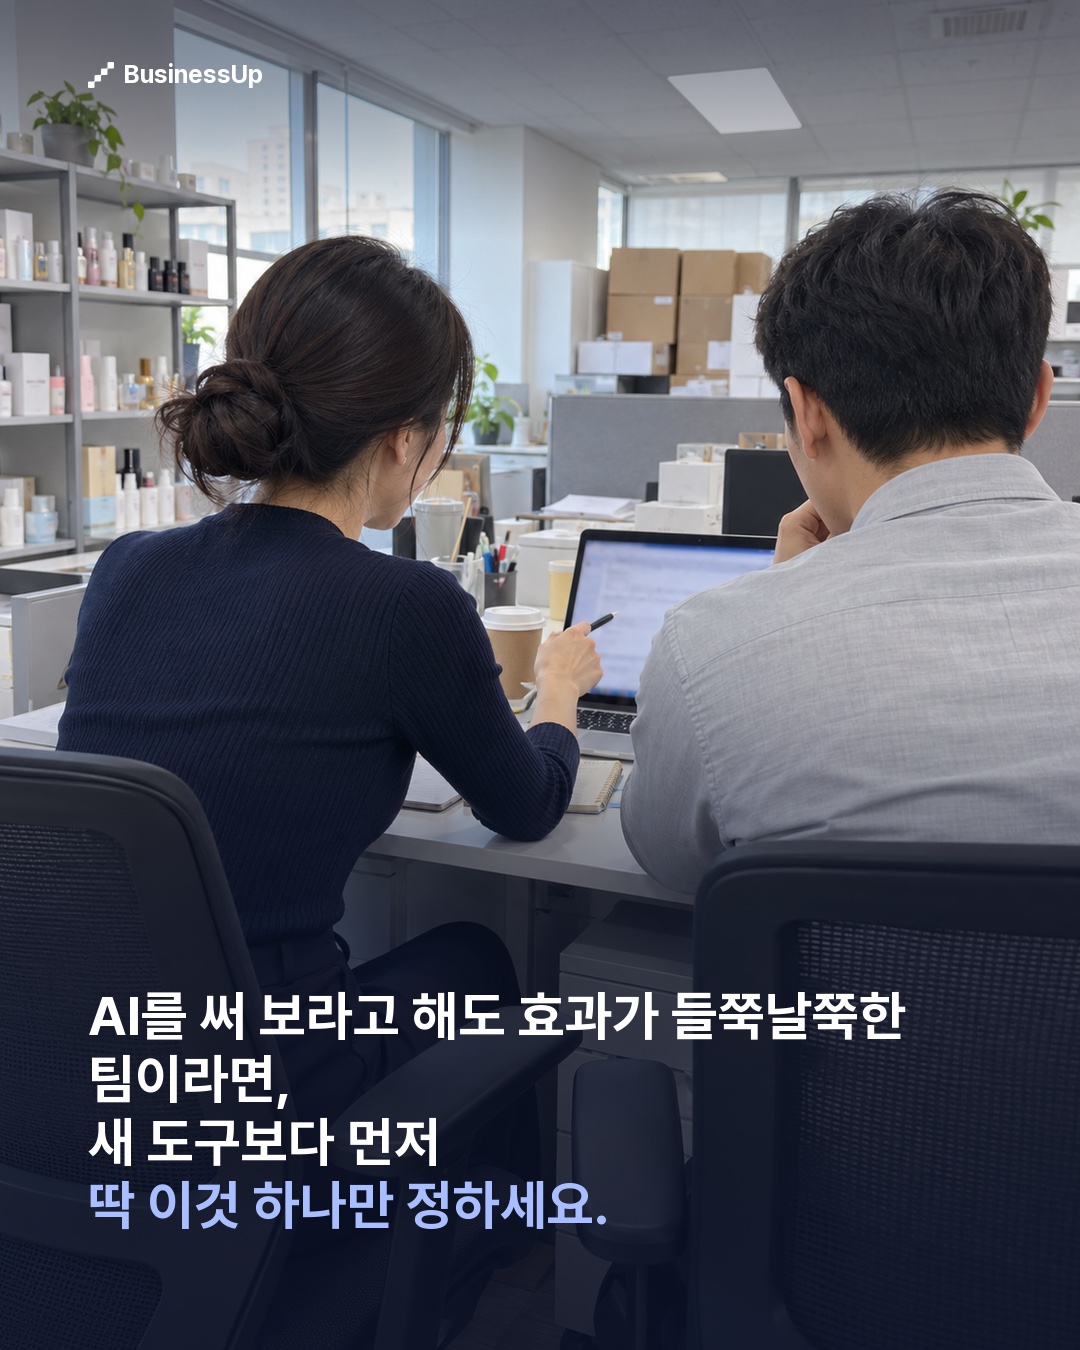 BusinessUp
AI를 써 보라고 해도 효과가 들쭉날쭉한
팀이라면,
새 도구보다 먼저
딱 이것 하나만 정하세요.